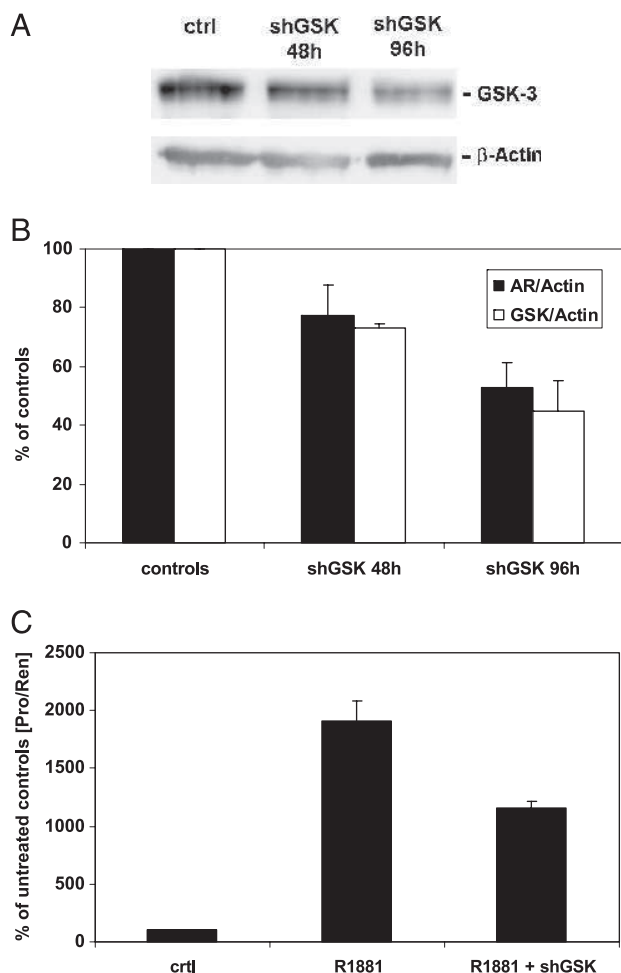 A
ctrl shGSK 48h shGSK 96h
- GSK-3
- β-Actin
B
% of controls
100
80
60
40
20
0
AR/Actin
GSK/Actin
controls shGSK 48h shGSK 96h
C
% of untreated controls [Pro/Ren]
2500
2000
1500
1000
500
0
crtl R1881 R1881 + shGSK